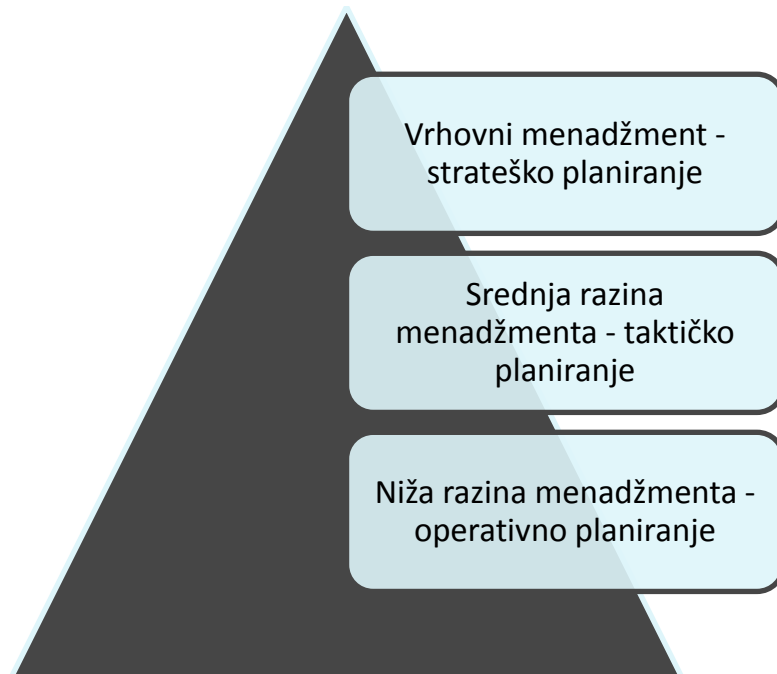 Vrhovni menadžment -
strateško planiranje
Srednja razina
menadžmenta - taktičko
planiranje
Niža razina menadžmenta -
operativno planiranje